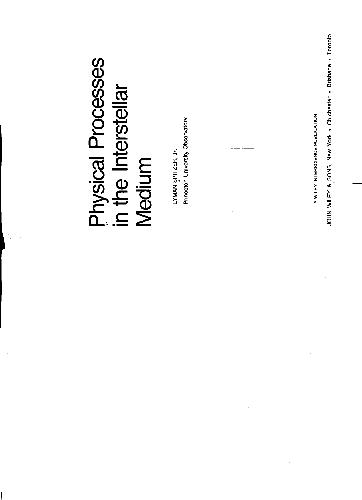 Physical Processes
in the Interstellar
Medium
LYMAN SPITZER, JR.
Princeton University Observatory
A WILEY-INTERSCIENCE PUBLICATION
JOHN WILEY & SONS, New York • Chichester • Brisbane • Toronto